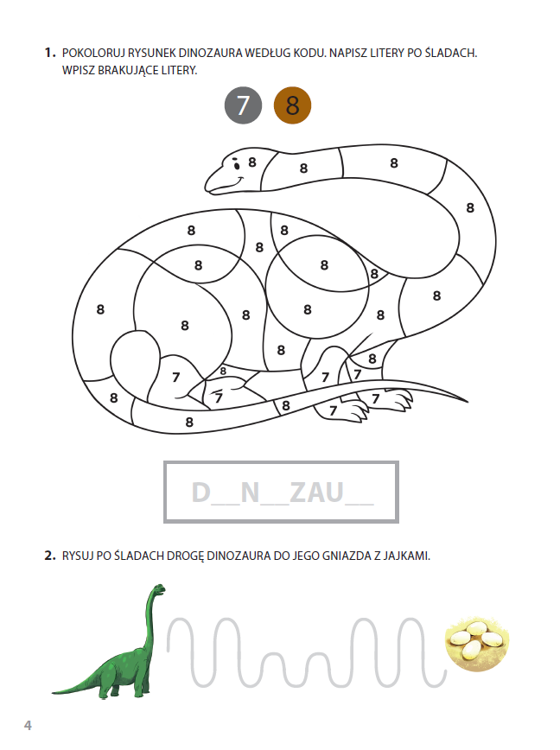 1. POKOLORUJ RYSUNEK DINOZAURA WEDŁUG KODU. NAPISZ LITERY PO ŚLADACH.
WPISZ BRAKUJĄCE LITERY.
7 8
8 8 8
8
8 8
8
8 8 8
8
8 8 8 8
8
8
8
8
7 8 7 7
7
8
8
7 7
8
D__N__ZAU__
2. RYSUJ PO ŚLADACH DROGĘ DINOZAURA DO JEGO GNIAZDA Z JAJKAMI.
4